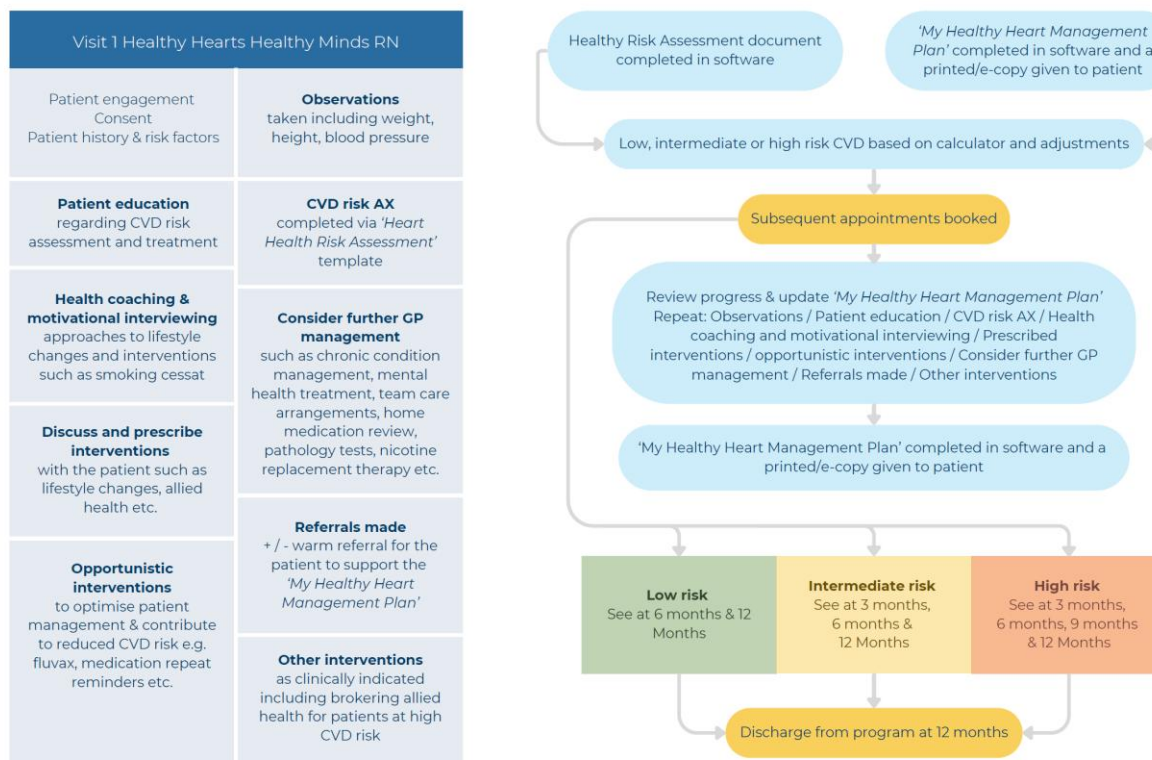 Visit 1 Healthy Hearts Healthy Minds RN
Patient engagement
Consent
Patient history & risk factors
Observations
taken including weight,
height, blood pressure
Patient education
regarding CVD risk
assessment and treatment
CVD risk AX
completed via ‘Heart
Health Risk Assessment’
template
Health coaching &
motivational interviewing
approaches to lifestyle
changes and interventions
such as smoking cessat
Consider further GP
management
such as chronic condition
management, mental
health treatment, team care
arrangements, home
medication review,
pathology tests, nicotine
replacement therapy etc.
Discuss and prescribe
interventions
with the patient such as
lifestyle changes, allied
health etc.
Referrals made
+ / - warm referral for the
patient to support the
‘My Healthy Heart
Management Plan’
Opportunistic
interventions
to optimise patient
management & contribute
to reduced CVD risk e.g.
fluvax, medication repeat
reminders etc.
Other interventions
as clinically indicated
including brokering allied
health for patients at high
CVD risk
Healthy Risk Assessment document
completed in software
‘My Healthy Heart Management
Plan’ completed in software and a
printed/e-copy given to patient
Low, intermediate or high risk CVD based on calculator and adjustments
Subsequent appointments booked
Review progress & update ‘My Healthy Heart Management Plan’
Repeat: Observations / Patient education / CVD risk AX / Health
coaching and motivational interviewing / Prescribed
interventions / opportunistic interventions / Consider further GP
management / Referrals made / Other interventions
‘My Healthy Heart Management Plan’ completed in software and a
printed/e-copy given to patient
Low risk
See at 6 months & 12
Months
Intermediate risk
See at 3 months,
6 months &
12 Months
High risk
See at 3 months,
6 months, 9 months
& 12 Months
Discharge from program at 12 months